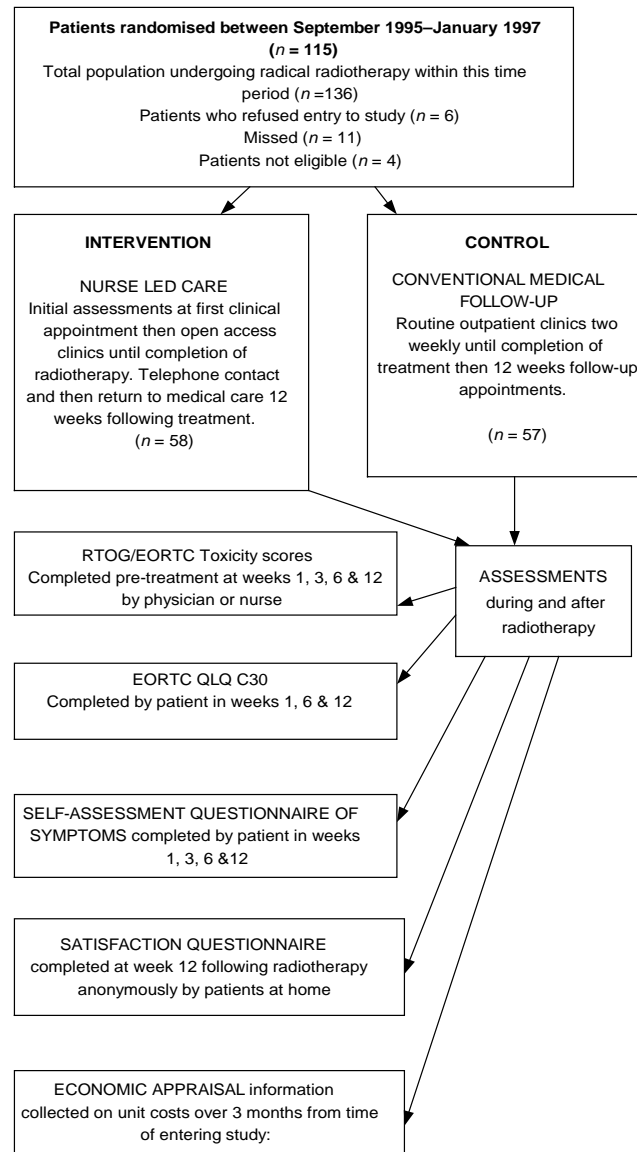 Patients randomised between September 1995–January 1997
(n = 115)
Total population undergoing radical radiotherapy within this time
period (n =136)
Patients who refused entry to study (n = 6)
Missed (n = 11)
Patients not eligible (n = 4)
INTERVENTION
NURSE LED CARE
Initial assessments at first clinical
appointment then open access
clinics until completion of
radiotherapy. Telephone contact
and then return to medical care 12
weeks following treatment.
(n = 58)
CONTROL
CONVENTIONAL MEDICAL
FOLLOW-UP
Routine outpatient clinics two
weekly until completion of
treatment then 12 weeks follow-up
appointments.
(n = 57)
RTOG/EORTC Toxicity scores
Completed pre-treatment at weeks 1, 3, 6 & 12
by physician or nurse
ASSESSMENTS
during and after
radiotherapy
EORTC QLQ C30
Completed by patient in weeks 1, 6 & 12
SELF-ASSESSMENT QUESTIONNAIRE OF
SYMPTOMS completed by patient in weeks
1, 3, 6 &12
SATISFACTION QUESTIONNAIRE
completed at week 12 following radiotherapy
anonymously by patients at home
ECONOMIC APPRAISAL information
collected on unit costs over 3 months from time
of entering study: